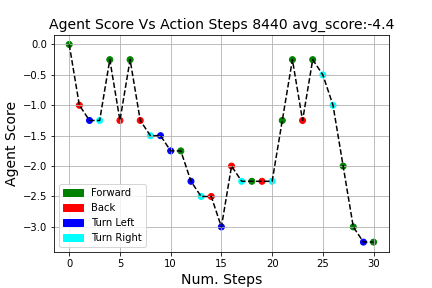 Agent Score Vs Action Steps 8440 avg_score:-4.4
Agent Score
0.0
−0.5
−1.0
−1.5
−2.0
−2.5
−3.0
Forward
Back
Turn Left
Turn Right
0 5 10 15 20 25 30
Num. Steps